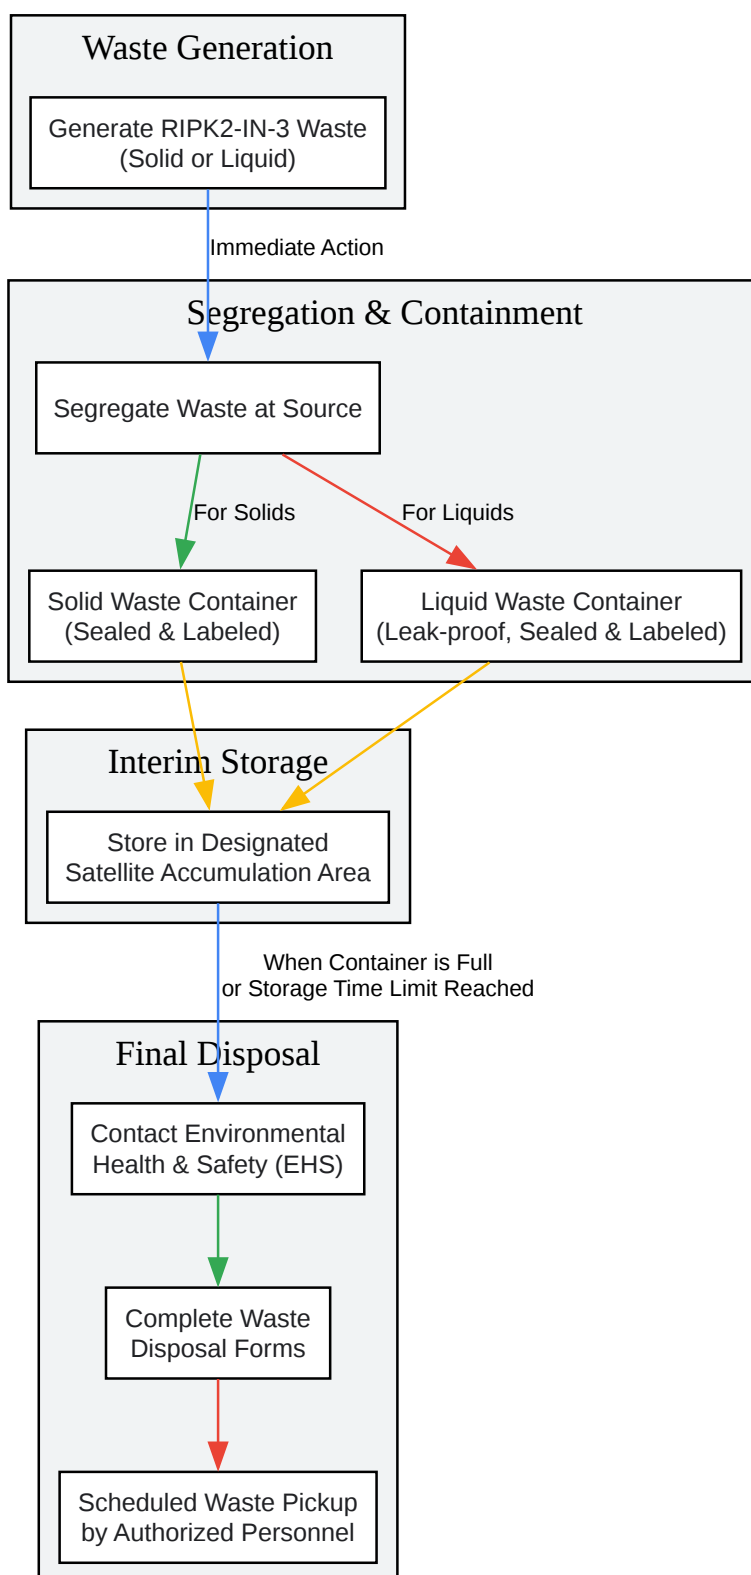 Waste Generation
Generate RIPK2-IN-3 Waste
(Solid or Liquid)
Immediate Action
Segregation & Containment
Segregate Waste at Source
For Solids
For Liquids
Solid Waste Container
(Sealed & Labeled)
Liquid Waste Container
(Leak-proof, Sealed & Labeled)
Interim Storage
Store in Designated
Satellite Accumulation Area
When Container is Full
or Storage Time Limit Reached
Final Disposal
Contact Environmental
Health & Safety (EHS)
Complete Waste
Disposal Forms
Scheduled Waste Pickup
by Authorized Personnel